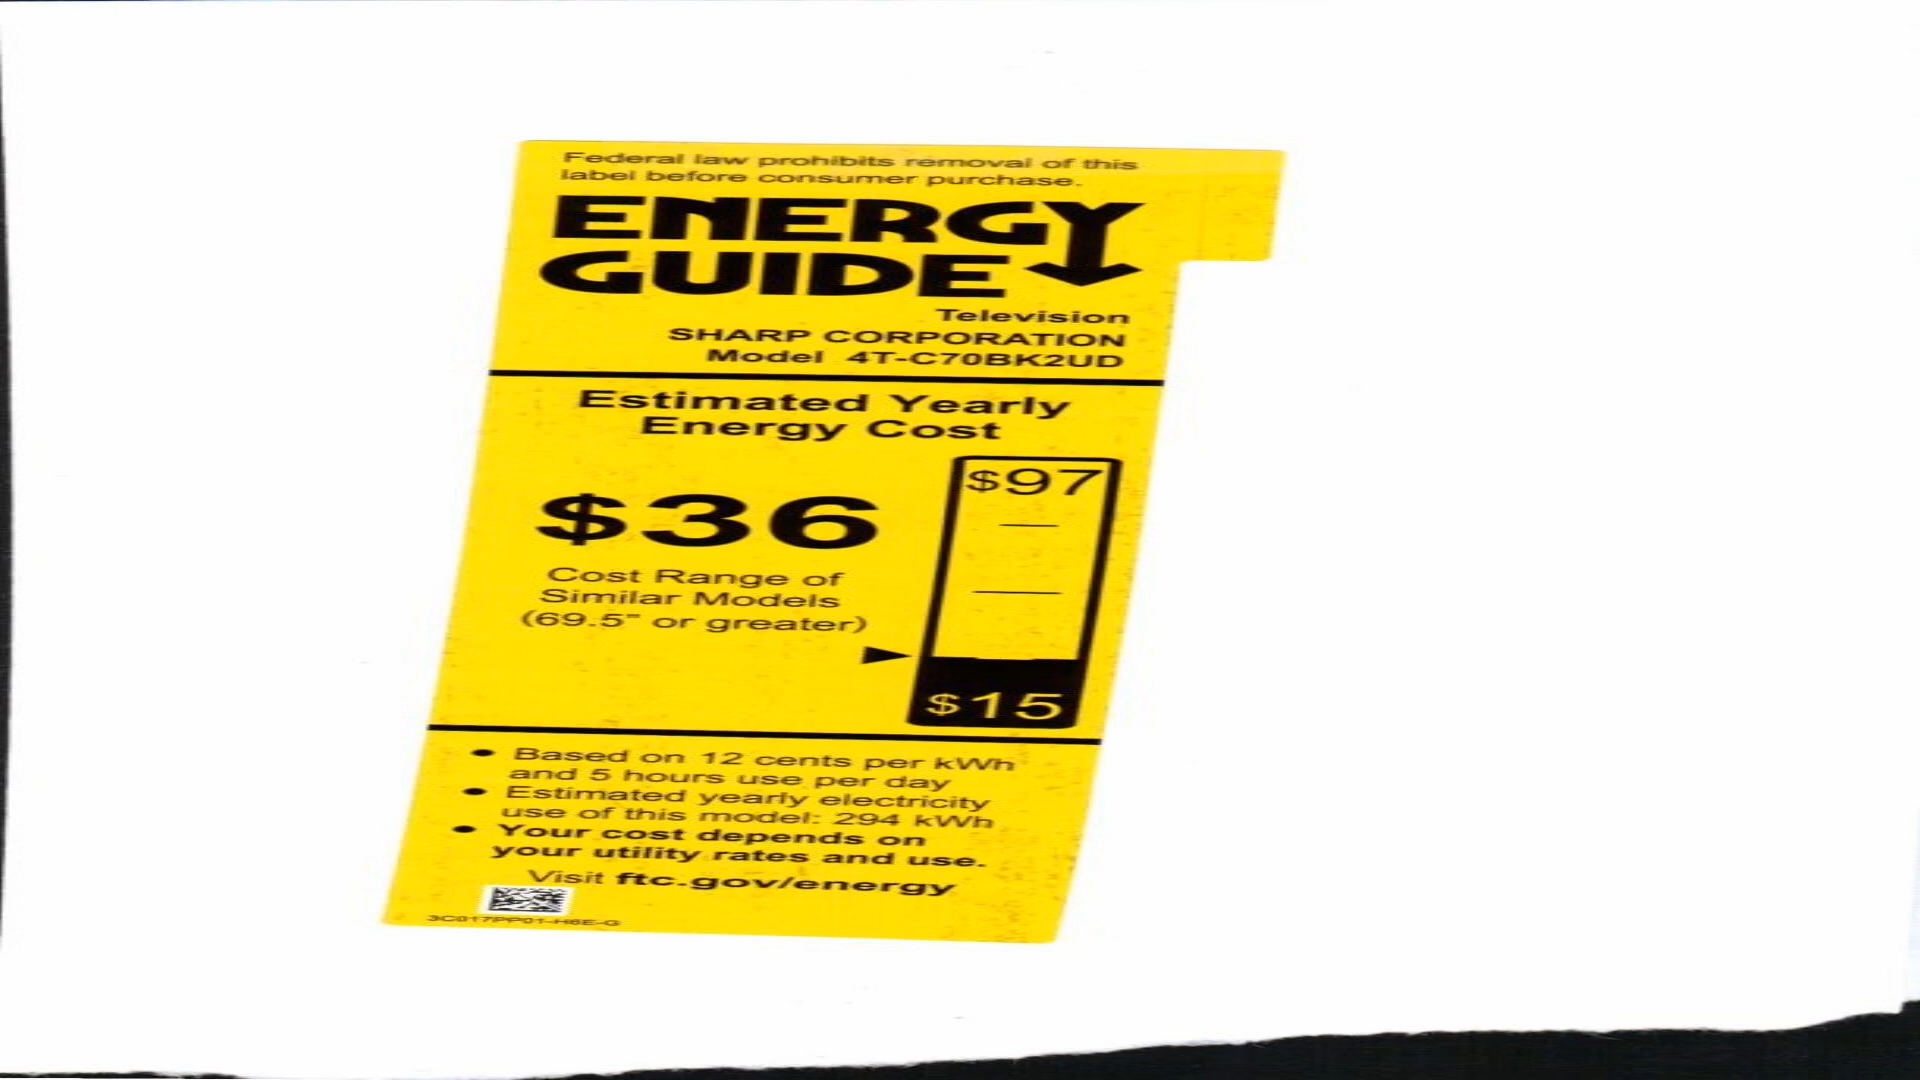 Federal law prohibits removal of this
label before consumer purchase.
ENERGY
GUIDE
Television
SHARP CORPORATION
Model 4T-C70BK2UD
Estimated Yearly
Energy Cost
$97
$36
Cost Range of
Similar Models
(69.5" or greater)
$15
● Based on 12 cents per kWh
and 5 hours use per day
● Estimated yearly electricity
use of this model: 294 kWh
● Your cost depends on
your utility rates and use.
Visit ftc.gov/energy
3C017PP01-H6E-G